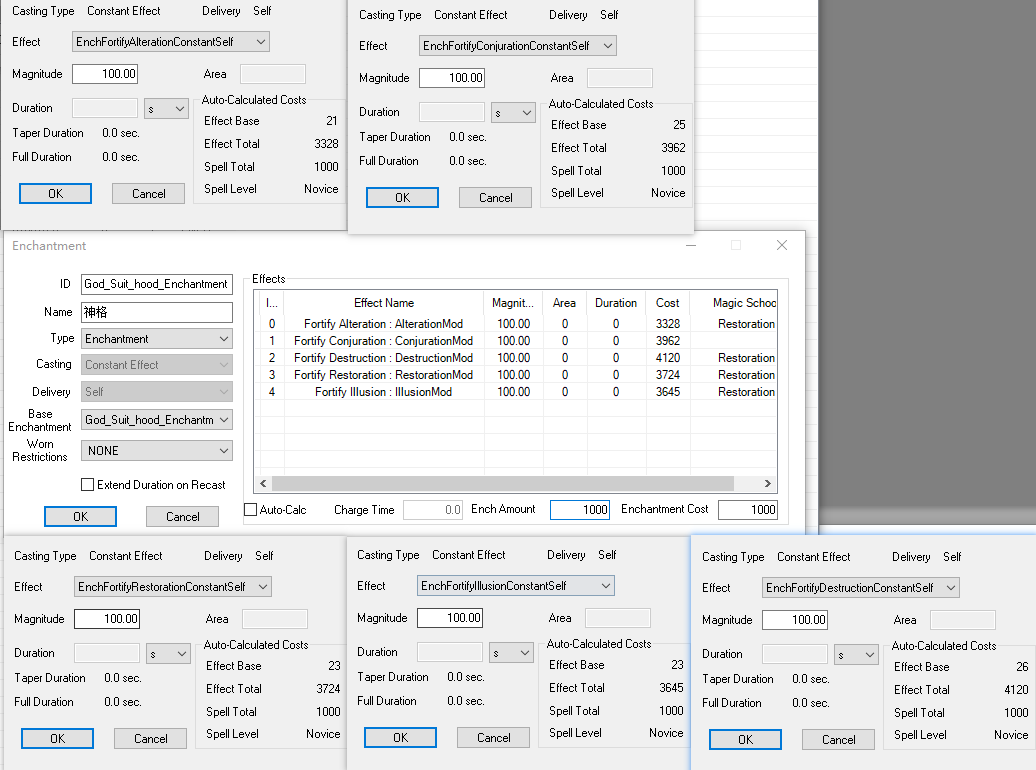 Casting Type Constant Effect Delivery Self
Effect EnchFortifyAlterationConstantSelf
Magnitude 100.00 Area
Duration s Auto-Calculated Costs
Effect Base 21
Taper Duration 0.0 sec.
Effect Total 3328
Full Duration 0.0 sec.
Spell Total 1000
Spell Level Novice
OK Cancel
Casting Type Constant Effect Delivery Self
Effect EnchFortifyConjurationConstantSelf
Magnitude 100.00 Area
Duration s Auto-Calculated Costs
Effect Base 25
Taper Duration 0.0 sec.
Effect Total 3962
Full Duration 0.0 sec.
Spell Total 1000
Spell Level Novice
OK Cancel
Enchantment
ID God_Suit_hood_Enchantment
Name 神格
Type Enchantment
Casting Constant Effect
Delivery Self
Base Enchantment God_Suit_hood_Enchantm
Worn Restrictions NONE
Extend Duration on Recast
OK Cancel
Effects
I... Effect Name Magnit... Area Duration Cost Magic Schoo
0 Fortify Alteration : AlterationMod 100.00 0 0 3328 Restoration
1 Fortify Conjuration : ConjurationMod 100.00 0 0 3962
2 Fortify Destruction : DestructionMod 100.00 0 0 4120 Restoration
3 Fortify Restoration : RestorationMod 100.00 0 0 3724 Restoration
4 Fortify Illusion : IllusionMod 100.00 0 0 3645 Restoration
Auto-Calc Charge Time 0.0 Ench Amount 1000 Enchantment Cost 1000
Casting Type Constant Effect Delivery Self
Effect EnchFortifyRestorationConstantSelf
Magnitude 100.00 Area
Duration s Auto-Calculated Costs
Effect Base 23
Taper Duration 0.0 sec.
Effect Total 3724
Full Duration 0.0 sec.
Spell Total 1000
Spell Level Novice
OK Cancel
Casting Type Constant Effect Delivery Self
Effect EnchFortifyIllusionConstantSelf
Magnitude 100.00 Area
Duration s Auto-Calculated Costs
Effect Base 23
Taper Duration 0.0 sec.
Effect Total 3645
Full Duration 0.0 sec.
Spell Total 1000
Spell Level Novice
OK Cancel
Casting Type Constant Effect Delivery Self
Effect EnchFortifyDestructionConstantSelf
Magnitude 100.00 Area
Duration s Auto-Calculated Costs
Effect Base 26
Taper Duration 0.0 sec.
Effect Total 4120
Full Duration 0.0 sec.
Spell Total 1000
Spell Level Novice
OK Cancel